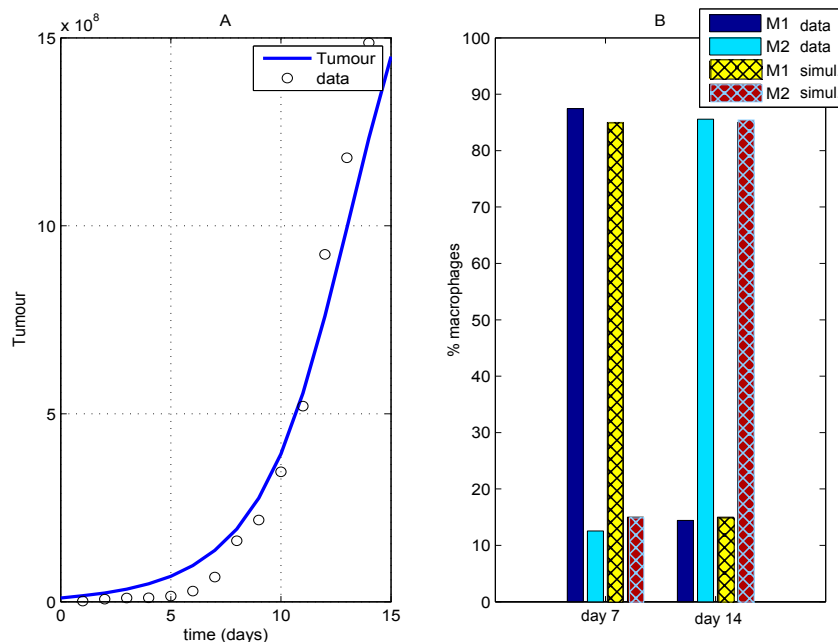 A
x 10^8
15
10
5
0
Tumour
0 5 10 15
time (days)
Tumour
data
B
100
90
80
70
60
50
40
30
20
10
0
% macrophages
day 7 day 14
M1 data
M2 data
M1 simul
M2 simul